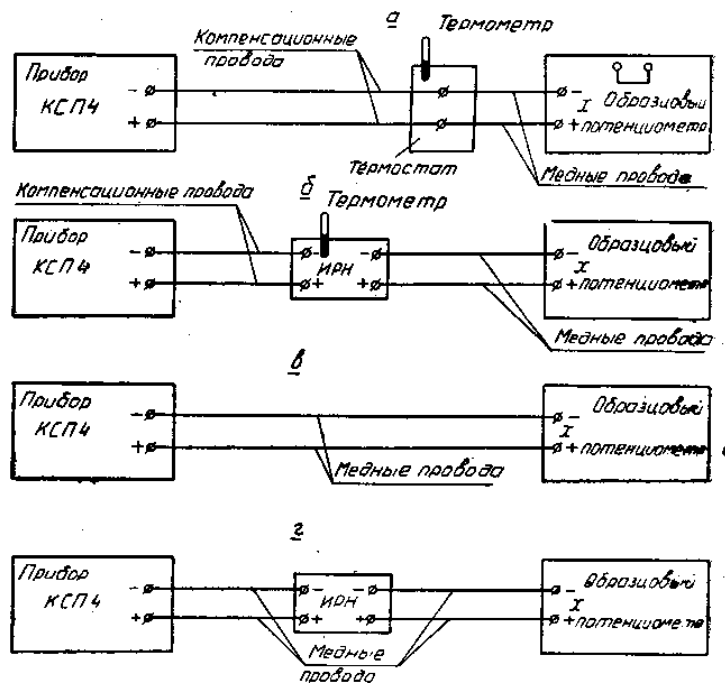 а
Термометр
Компенсационные
провода
Прибор
КСП4
-
+
-
Х
Образцовый
+ потенциометр
Термостат
Медные провода
Компенсационные провода
б
Термометр
Прибор
КСП4
-
+
- -
ИРН
+ +
-
Образцовый
Х
+ потенциометр
Медные провода
в
Прибор
КСП4
-
+
-
Образцовый
Х
+ потенциометр
Медные провода
г
Прибор
КСП4
-
+
- -
ИРН
+ +
-
Образцовый
Х
+ потенциометр
Медные
провода